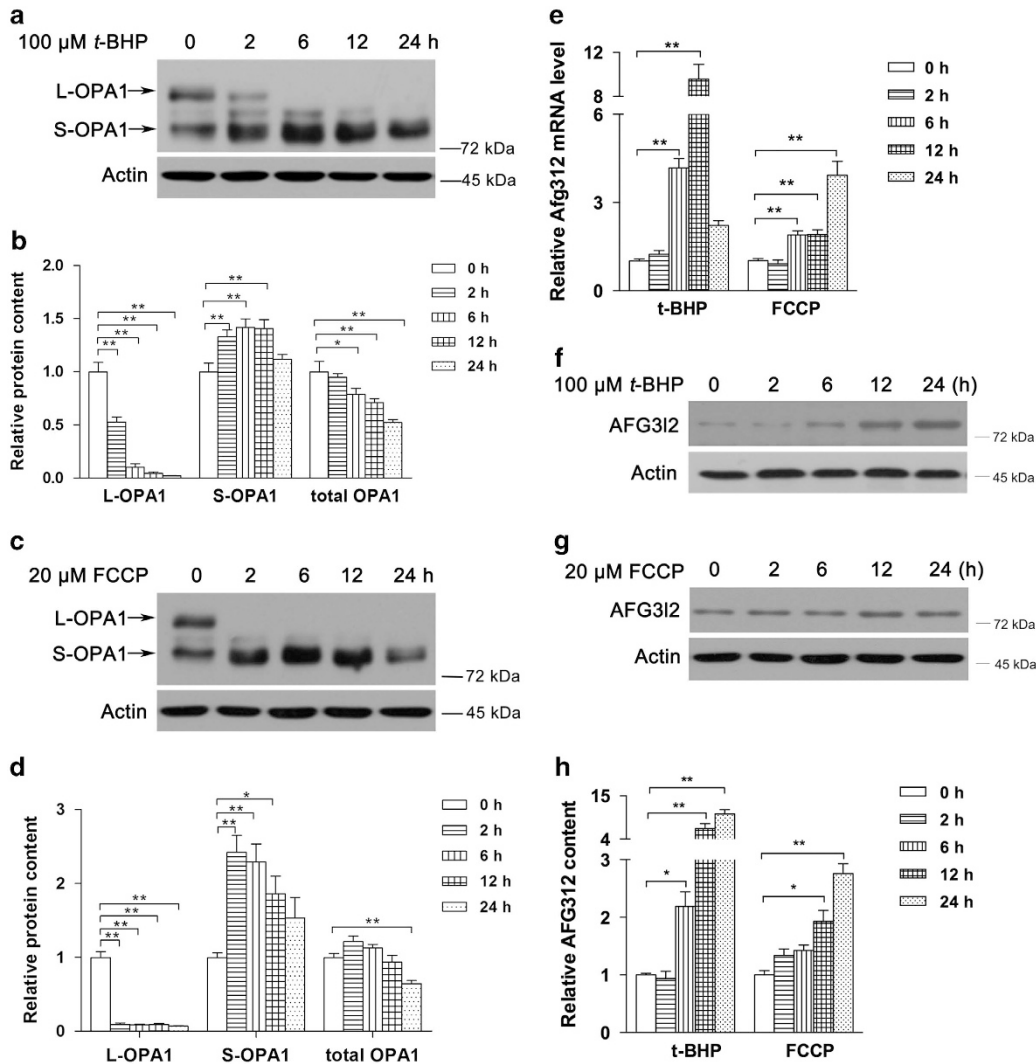 a
100 µM t-BHP 0 2 6 12 24 h
L-OPA1
S-OPA1
72 kDa
Actin
45 kDa
b
Relative protein content
2.0
1.5
1.0
0.5
0.0
** ** ** **
** ** **
** ** *
0 h
2 h
6 h
12 h
24 h
L-OPA1 S-OPA1 total OPA1
c
20 µM FCCP 0 2 6 12 24 h
L-OPA1
S-OPA1
72 kDa
Actin
45 kDa
d
Relative protein content
3
2
1
0
** ** ** **
* ** **
**
0 h
2 h
6 h
12 h
24 h
L-OPA1 S-OPA1 total OPA1
e
Relative Afg312 mRNA level
12
10
8
6
4
2
0
** **
** ** **
0 h
2 h
6 h
12 h
24 h
t-BHP FCCP
f
100 µM t-BHP 0 2 6 12 24 (h)
AFG3l2
72 kDa
Actin
45 kDa
g
20 µM FCCP 0 2 6 12 24 (h)
AFG3l2
72 kDa
Actin
45 kDa
h
Relative AFG312 content
15
4
3
2
1
0
** ** *
** *
0 h
2 h
6 h
12 h
24 h
t-BHP FCCP